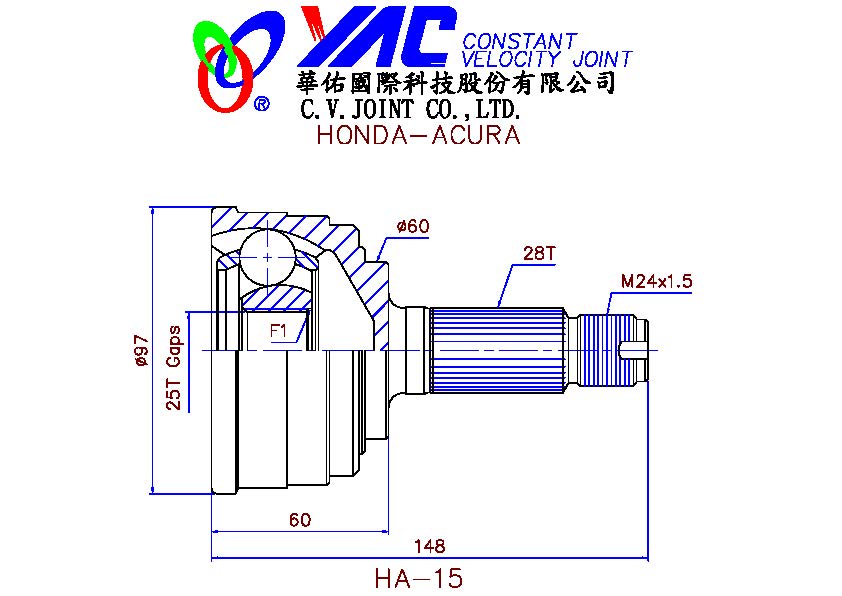 YAC CONSTANT
VELOCITY JOINT
®
華佑國際科技股份有限公司
C.V.JOINT CO.,LTD.
HONDA-ACURA
ø60
28T
M24x1.5
F1
ø97
25T Gaps
60
148
HA-15